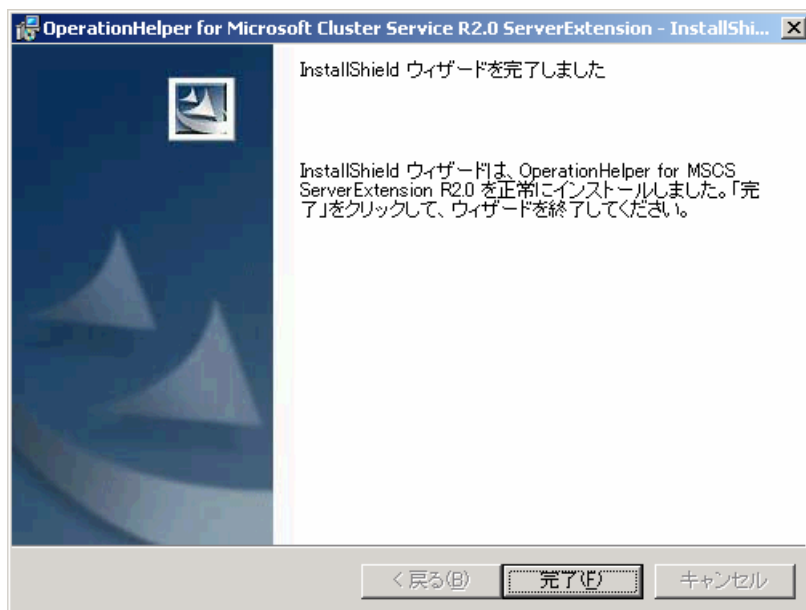 OperationHelper for Microsoft Cluster Service R2.0 ServerExtension - InstallShi...
InstallShield ウィザードを完了しました
InstallShield ウィザードは、OperationHelper for MSCS
ServerExtension R2.0 を正常にインストールしました。「完
了」をクリックして、ウィザードを終了してください。
< 戻る(B) 完了(F) キャンセル